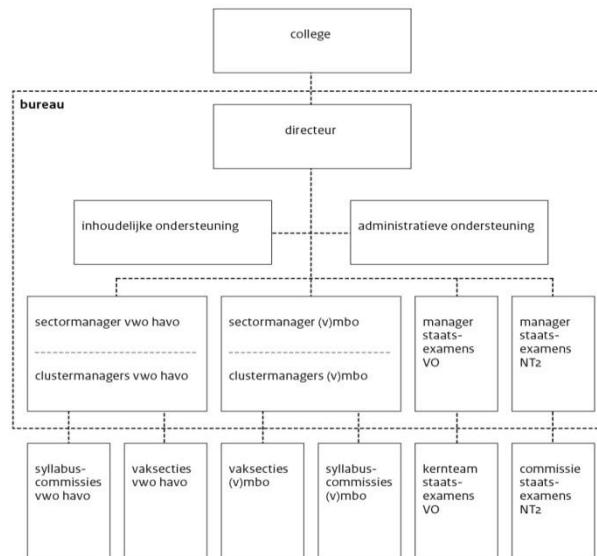 college
bureau
directeur
inhoudelijke ondersteuning
administratieve ondersteuning
sectormanager vwo havo
clustermanagers vwo havo
sectormanager (v)mbo
clustermanagers (v)mbo
manager
staats-
examens
VO
manager
staats-
examens
NT2
syllabus-
commissies
vwo havo
vaksecties
vwo havo
vaksecties
(v)mbo
syllabus-
commissies
(v)mbo
kernteam
staats-
examens
VO
commissie
staats-
examens
NT2